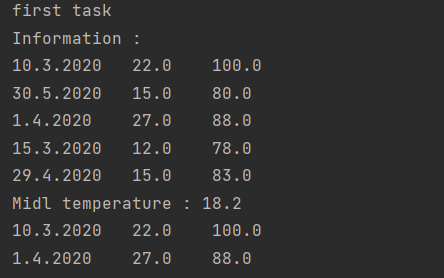 first task
Information :
10.3.2020   22.0    100.0
30.5.2020   15.0    80.0
1.4.2020    27.0    88.0
15.3.2020   12.0    78.0
29.4.2020   15.0    83.0
Midl temperature : 18.2
10.3.2020   22.0    100.0
1.4.2020    27.0    88.0